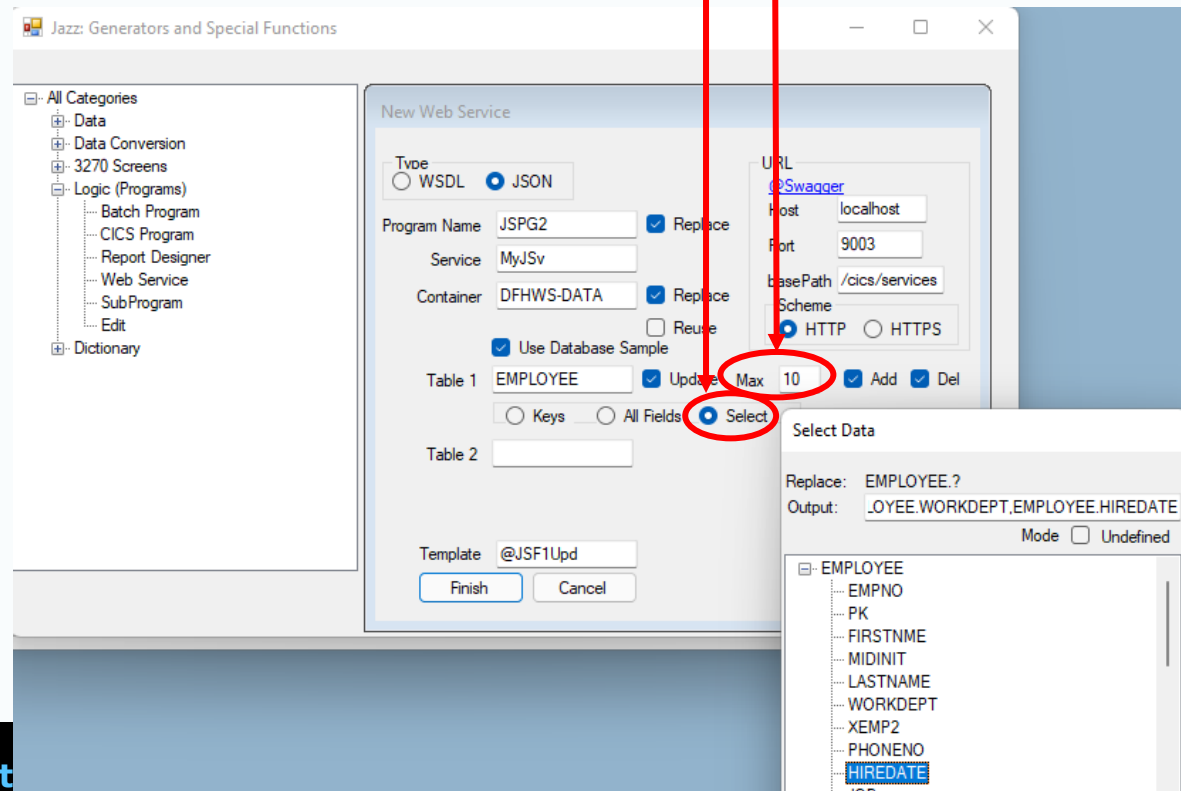 Jazz: Generators and Special Functions
All Categories
Data
Data Conversion
3270 Screens
Logic (Programs)
Batch Program
CICS Program
Report Designer
Web Service
SubProgram
Edit
Dictionary
New Web Service
Type
WSDL JSON
Program Name JSPG2 Replace
Service MyJSv
Container DFHWS-DATA Replace
Reuse
Use Database Sample
URL
@Swagger
Host localhost
Port 9003
basePath /cics/services
Scheme
HTTP HTTPS
Table 1 EMPLOYEE Update Max 10 Add Del
Keys All Fields Select
Table 2
Template @JSF1Upd
Finish Cancel
Select Data
Replace: EMPLOYEE.?
Output: OYEE.WORKDEPT,EMPLOYEE.HIREDATE
Mode Undefined
EMPLOYEE
EMPNO
PK
FIRSTNME
MIDINIT
LASTNAME
WORKDEPT
XEMP2
PHONENO
HIREDATE
t